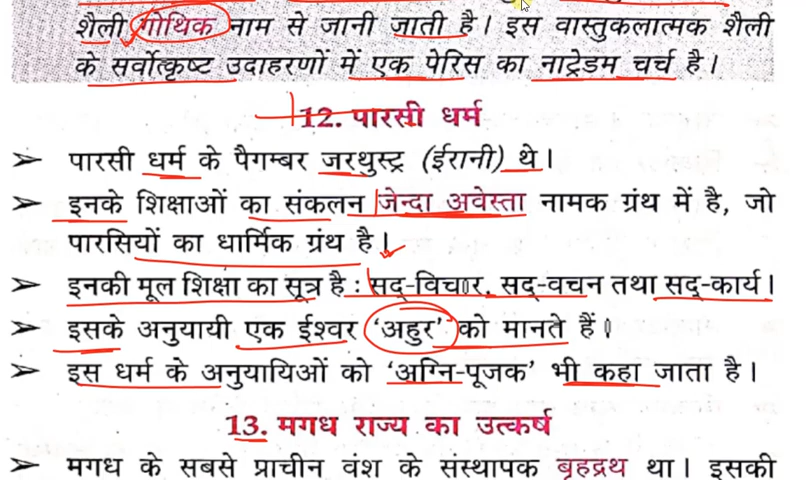 शैली गोथिक नाम से जानी जाती है। इस वास्तुकलात्मक शैली
के सर्वोत्कृष्ट उदाहरणों में एक पेरिस का नाट्रेडम चर्च है।
12. पारसी धर्म
➤ पारसी धर्म के पैगम्बर जरथुस्ट्र (ईरानी) थे।
➤ इनके शिक्षाओं का संकलन जेन्दा अवेस्ता नामक ग्रंथ में है, जो
पारसियों का धार्मिक ग्रंथ है।
➤ इनकी मूल शिक्षा का सूत्र है : सद्-विचार, सद्-वचन तथा सद्-कार्य।
➤ इसके अनुयायी एक ईश्वर ‘अहुर’ को मानते हैं।
➤ इस धर्म के अनुयायिओं को ‘अग्नि-पूजक’ भी कहा जाता है।
13. मगध राज्य का उत्कर्ष
➤ मगध के सबसे प्राचीन वंश के संस्थापक बृहद्रथ था। इसकी